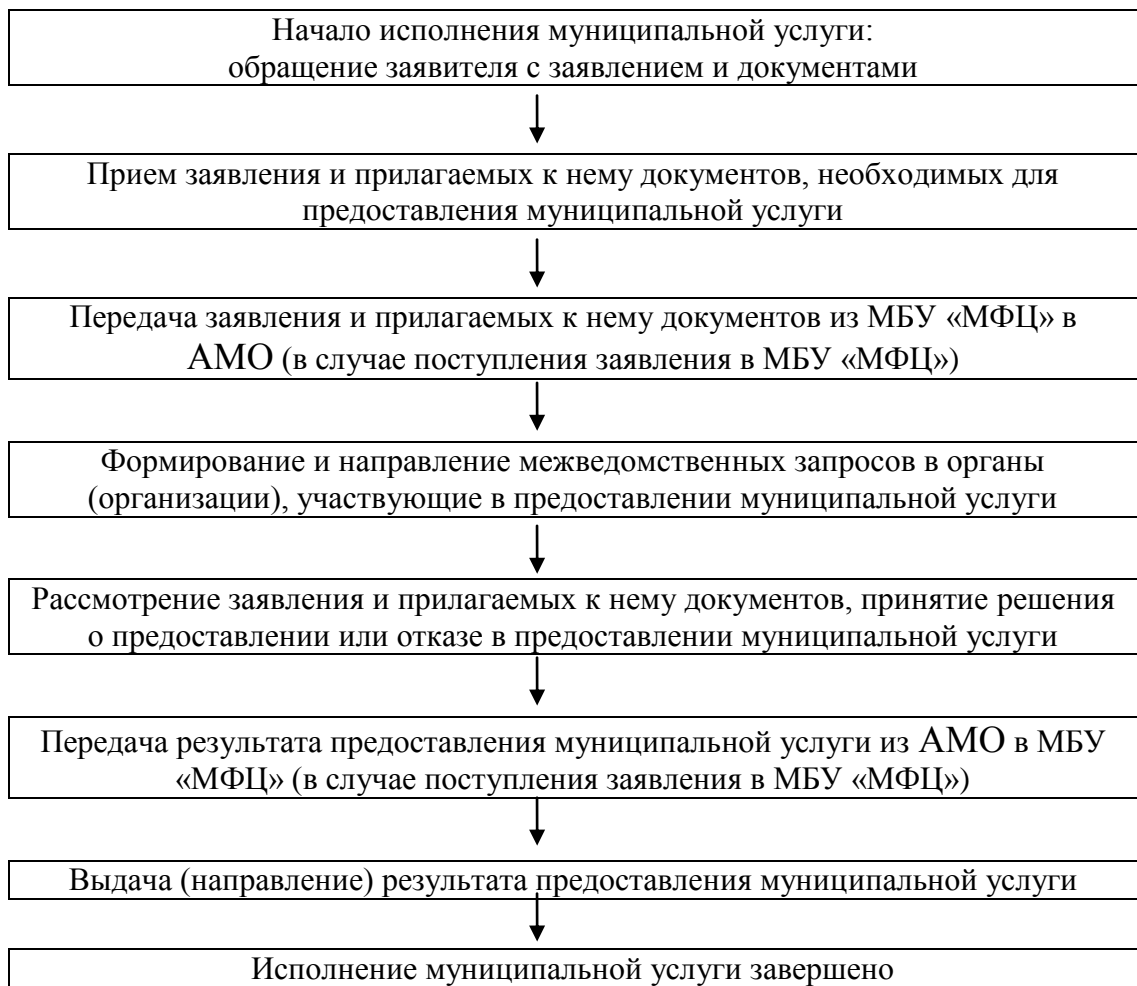 Начало исполнения муниципальной услуги:
обращение заявителя с заявлением и документами
Прием заявления и прилагаемых к нему документов, необходимых для
предоставления муниципальной услуги
Передача заявления и прилагаемых к нему документов из МБУ «МФЦ» в
АМО (в случае поступления заявления в МБУ «МФЦ»)
Формирование и направление межведомственных запросов в органы
(организации), участвующие в предоставлении муниципальной услуги
Рассмотрение заявления и прилагаемых к нему документов, принятие решения
о предоставлении или отказе в предоставлении муниципальной услуги
Передача результата предоставления муниципальной услуги из АМО в МБУ
«МФЦ» (в случае поступления заявления в МБУ «МФЦ»)
Выдача (направление) результата предоставления муниципальной услуги
Исполнение муниципальной услуги завершено